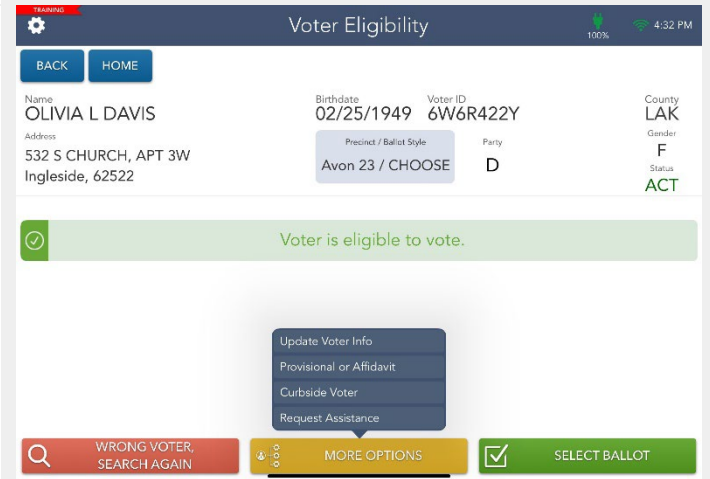 TRAINING
Voter Eligibility
100%
4:32 PM
BACK
HOME
Name
OLIVIA L DAVIS
Birthdate
02/25/1949
Voter ID
6W6R422Y
County
LAK
Address
532 S CHURCH, APT 3W
Ingleside, 62522
Precinct / Ballot Style
Avon 23 / CHOOSE
Party
D
Gender
F
Status
ACT
Voter is eligible to vote.
Update Voter Info
Provisional or Affidavit
Curbside Voter
Request Assistance
WRONG VOTER,
SEARCH AGAIN
MORE OPTIONS
SELECT BALLOT